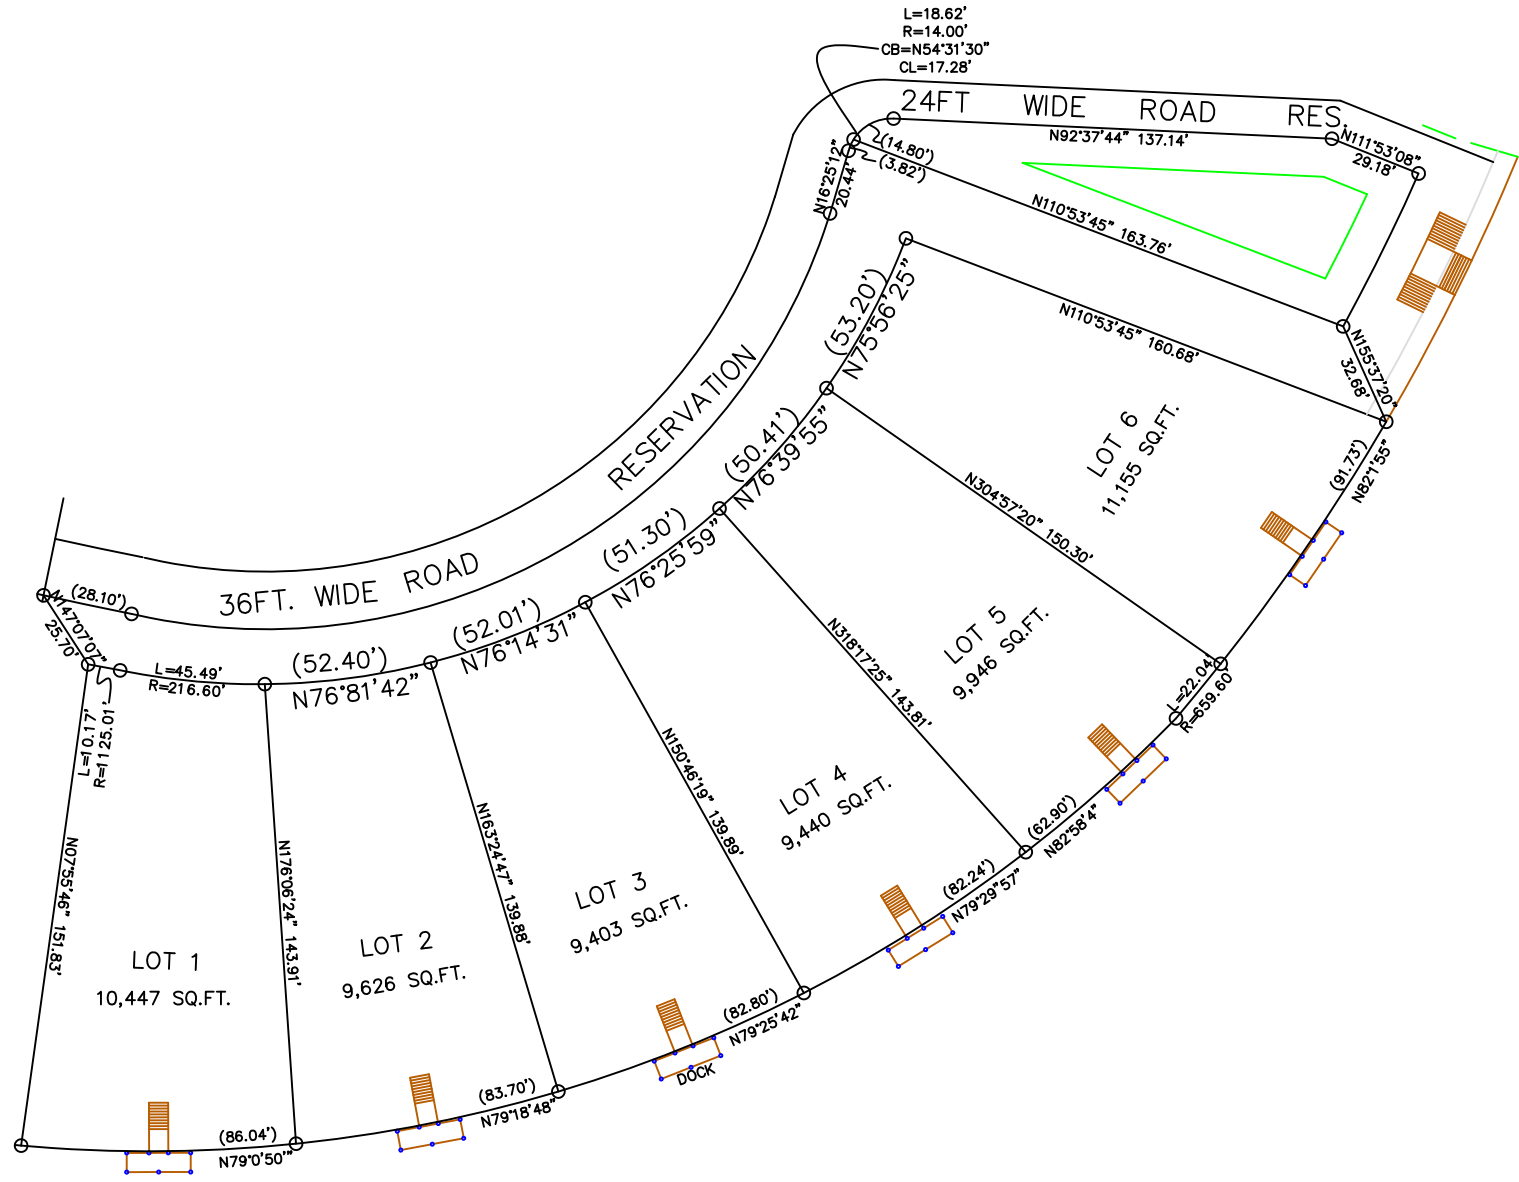 L=18.62'
R=14.00'
CB=N54°31'30"
CL=17.28'
24FT WIDE ROAD RES.
N92°37'44" 137.14'
N111°53'08"
29.18'
(14.80')
(3.82')
N16°25'12"
20.44'
N110°53'45" 163.76'
N110°53'45" 160.68'
N155°37'20"
32.68'
(53.20')
N75°56'25"
RESERVATION
(50.41')
N76°39'55"
LOT 6
11,155 SQ.FT.
(91.73')
N82°1'55"
N304°57'20" 150.30'
(51.30')
N76°25'59"
36FT. WIDE ROAD
(28.10')
N147°07'07"
25.70'
L=45.49'
R=216.60'
(52.40')
N76°81'42"
(52.01')
N76°14'31"
L=10.17'
R=1125.01'
N318°17'25" 143.81'
LOT 5
9,946 SQ.FT.
L=22.04'
R=659.60'
N150°46'19" 139.89'
LOT 4
9,440 SQ.FT.
(62.90')
N82°58'4"
N163°24'47" 139.88'
LOT 3
9,403 SQ.FT.
(82.24')
N79°29'57"
N07°55'46" 151.83'
N176°06'24" 143.91'
LOT 1
10,447 SQ.FT.
LOT 2
9,626 SQ.FT.
(82.80')
N79°25'42"
DOCK
(83.70')
N79°18'48"
(86.04')
N79°0'50'"